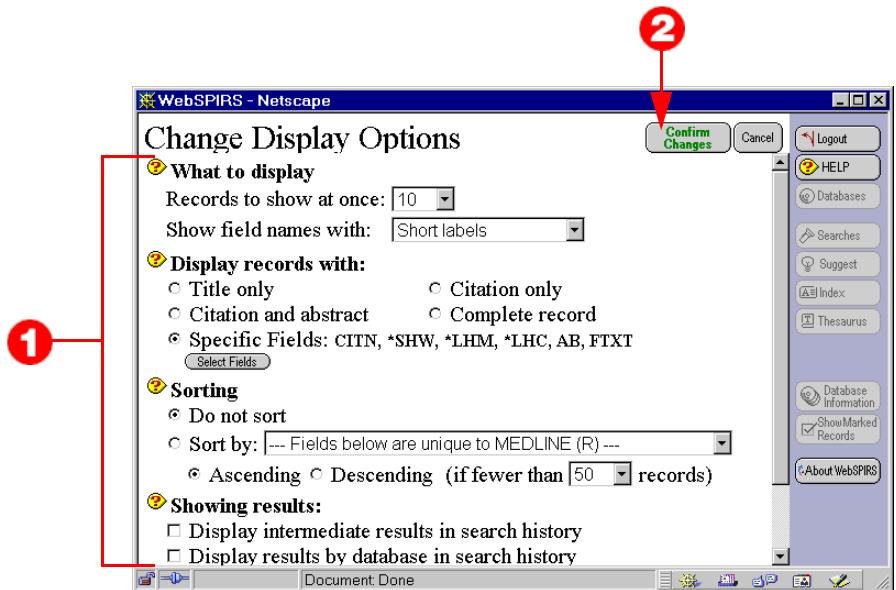 2
WebSPIRS - Netscape
Change Display Options
Confirm Changes
Cancel
Logout
What to display
HELP
Records to show at once: 10
Databases
Show field names with: Short labels
Searches
Display records with:
Suggest
Title only
Citation only
Index
Citation and abstract
Complete record
Thesaurus
1
Specific Fields: CITN, *SHW, *LHM, *LHC, AB, FTXT
Select Fields
Sorting
Database Information
Do not sort
Show Marked Records
Sort by: --- Fields below are unique to MEDLINE (R) ---
Ascending Descending (if fewer than 50 records)
About WebSPIRS
Showing results:
Display intermediate results in search history
Display results by database in search history
Document: Done